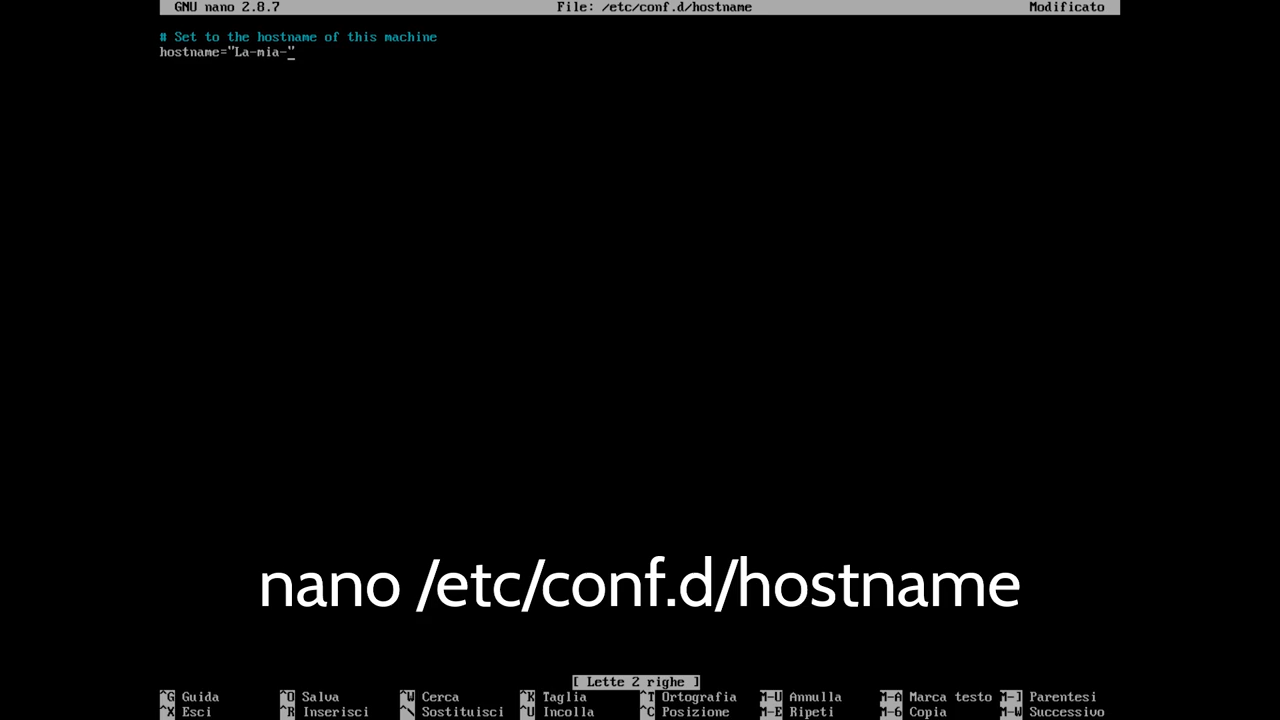 GNU nano 2.8.7 File: /etc/conf.d/hostname Modificato
# Set to the hostname of this machine
hostname="La-mia-"
nano /etc/conf.d/hostname
[ Lette 2 righe ]
^G Guida ^O Salva ^W Cerca ^K Taglia ^T Ortografia M-U Annulla M-A Marca testo M-] Parentesi
^X Esci ^R Inserisci ^\ Sostituisci ^U Incolla ^C Posizione M-E Ripeti M-6 Copia M-W Successivo